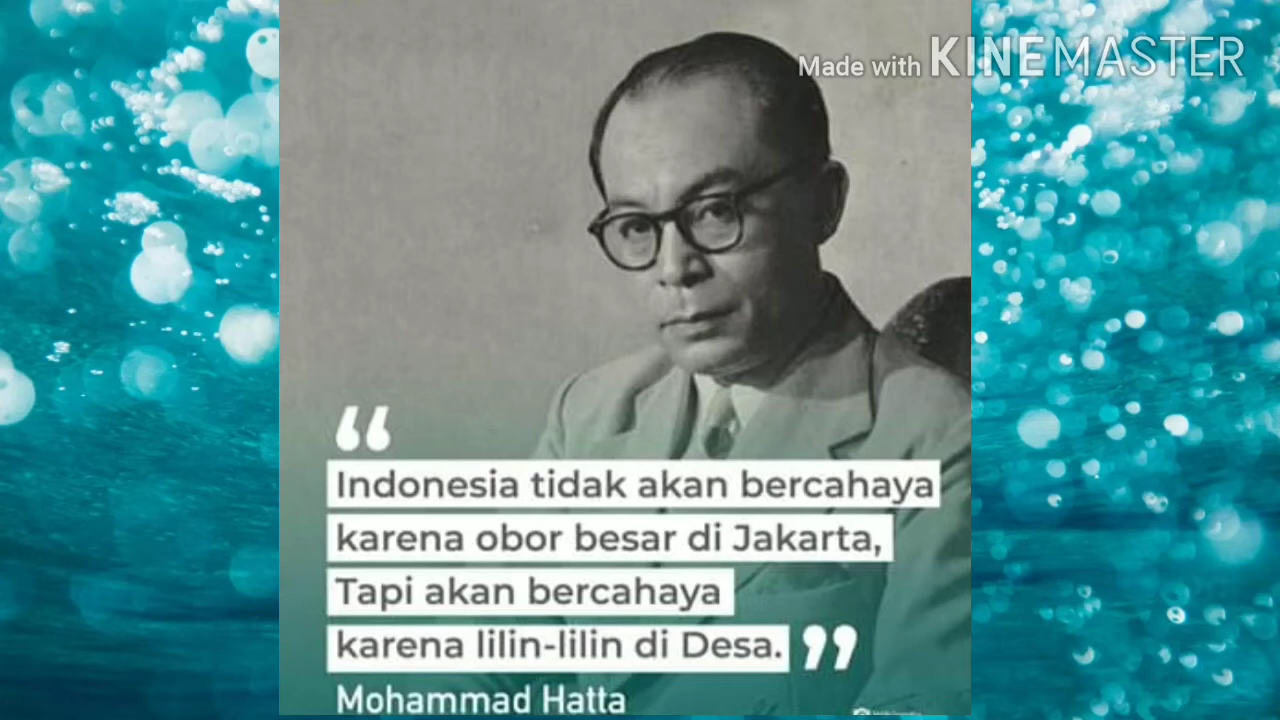 Made with KINEMASTER
“
Indonesia tidak akan bercahaya
karena obor besar di Jakarta,
Tapi akan bercahaya
karena lilin-lilin di Desa. ”
Mohammad Hatta